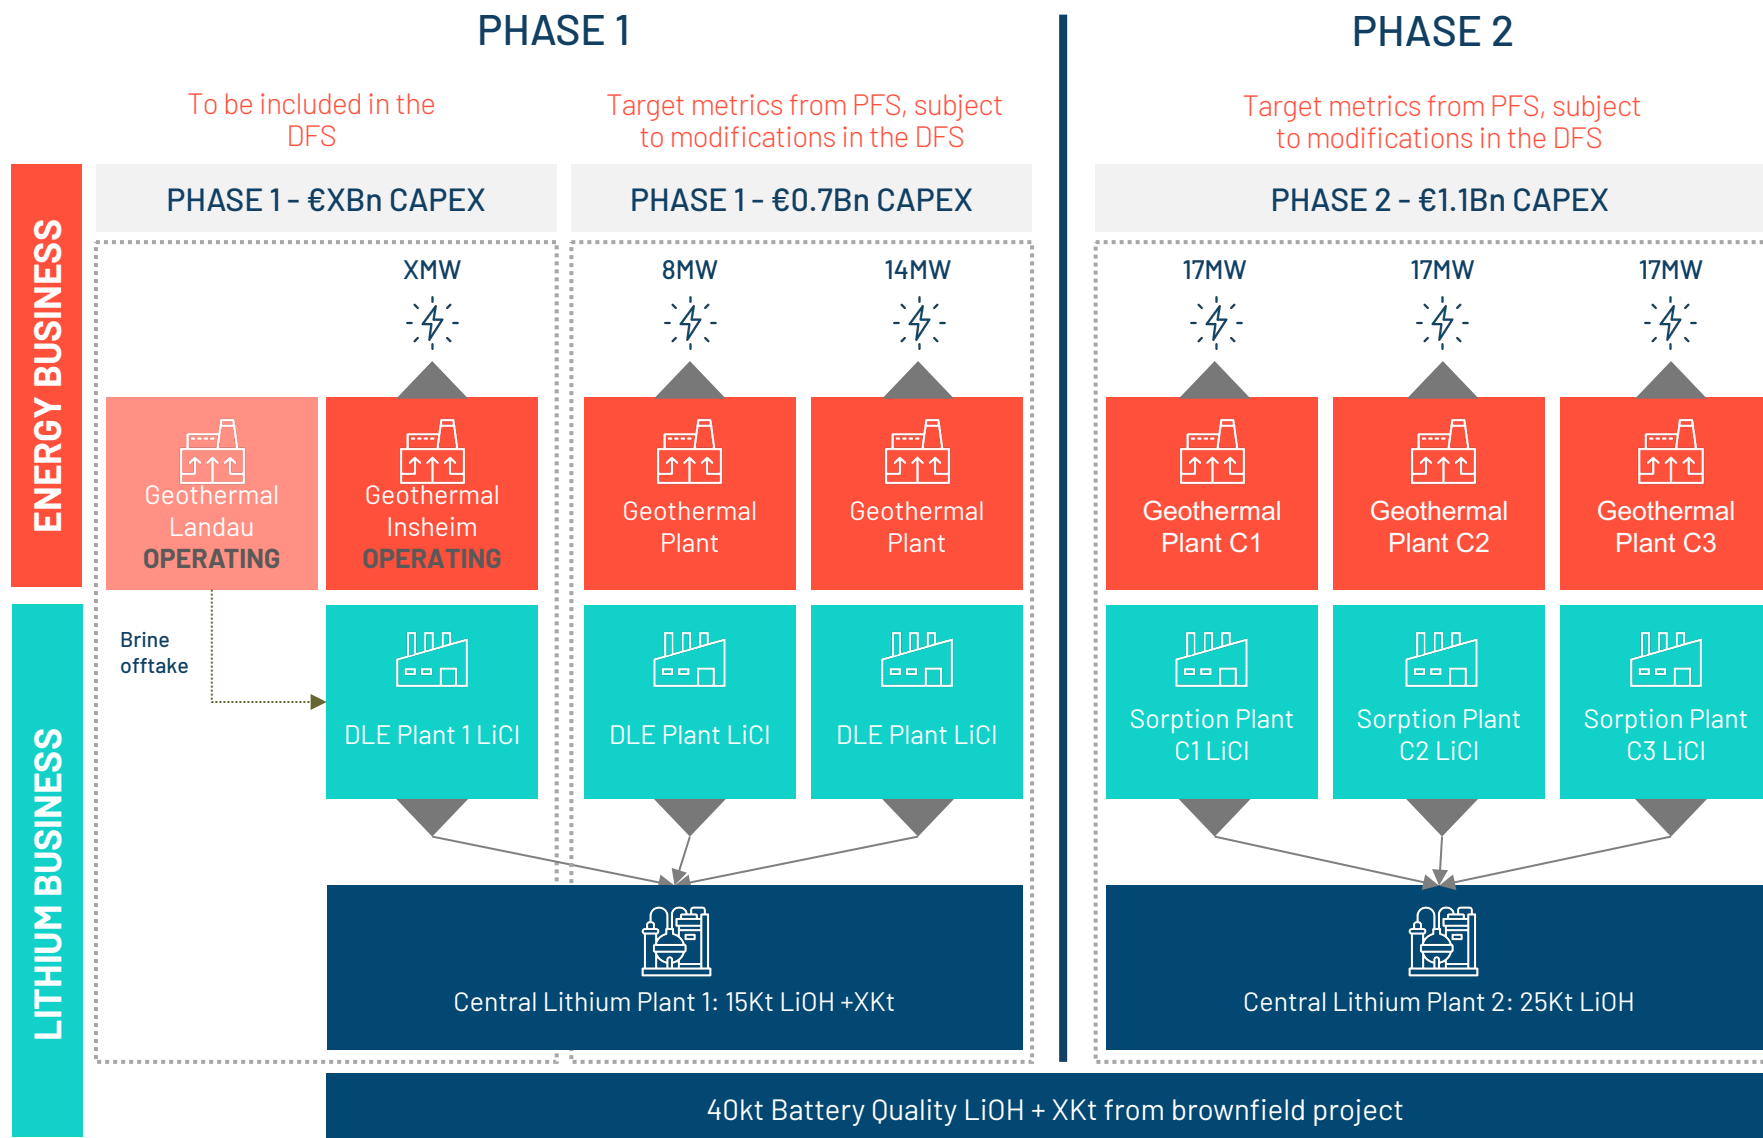 PHASE 1
PHASE 2
To be included in the
DFS
Target metrics from PFS, subject
to modifications in the DFS
Target metrics from PFS, subject
to modifications in the DFS
PHASE 1 - €XBn CAPEX
PHASE 1 - €0.7Bn CAPEX
PHASE 2 - €1.1Bn CAPEX
ENERGY BUSINESS
XMW
8MW
14MW
17MW
17MW
17MW
Geothermal
Landau
OPERATING
Geothermal
Insheim
OPERATING
Geothermal
Plant
Geothermal
Plant
Geothermal
Plant C1
Geothermal
Plant C2
Geothermal
Plant C3
LITHIUM BUSINESS
Brine
offtake
DLE Plant 1 LiCl
DLE Plant LiCl
DLE Plant LiCl
Sorption Plant
C1 LiCl
Sorption Plant
C2 LiCl
Sorption Plant
C3 LiCl
Central Lithium Plant 1: 15Kt LiOH +XKt
Central Lithium Plant 2: 25Kt LiOH
40kt Battery Quality LiOH + XKt from brownfield project